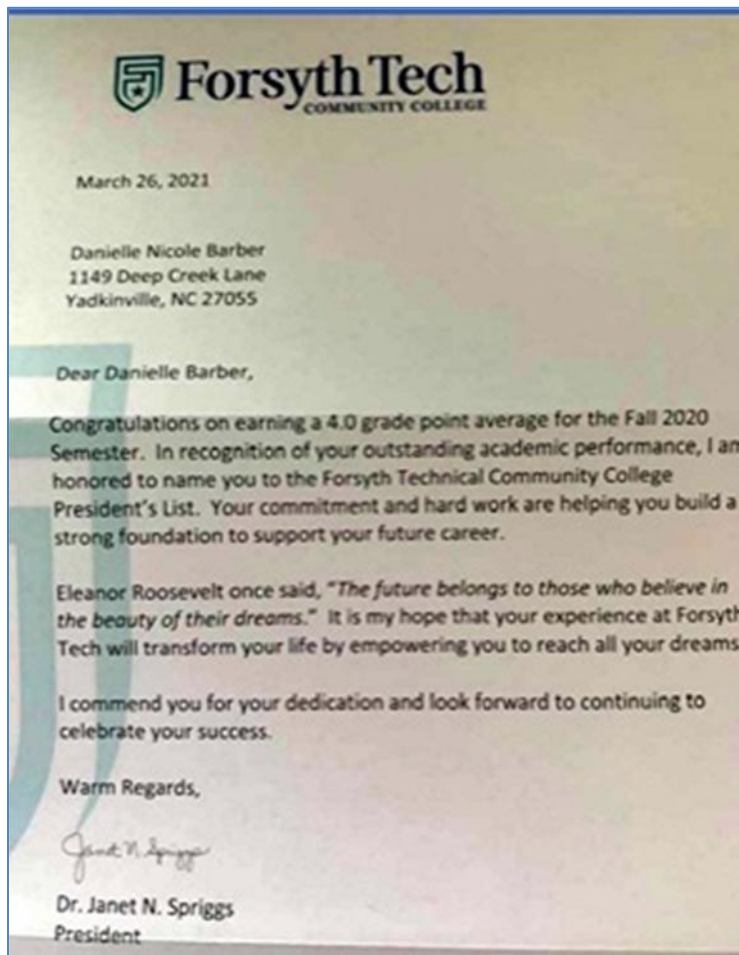 Forsyth Tech
COMMUNITY COLLEGE
March 26, 2021
Danielle Nicole Barber
1149 Deep Creek Lane
Yadkinville, NC 27055
Dear Danielle Barber,
Congratulations on earning a 4.0 grade point average for the Fall 2020
Semester. In recognition of your outstanding academic performance, I am
honored to name you to the Forsyth Technical Community College
President's List. Your commitment and hard work are helping you build a
strong foundation to support your future career.
Eleanor Roosevelt once said, "The future belongs to those who believe in
the beauty of their dreams." It is my hope that your experience at Forsyth
Tech will transform your life by empowering you to reach all your dreams
I commend you for your dedication and look forward to continuing to
celebrate your success.
Warm Regards,
Janet N. Spriggs
Dr. Janet N. Spriggs
President